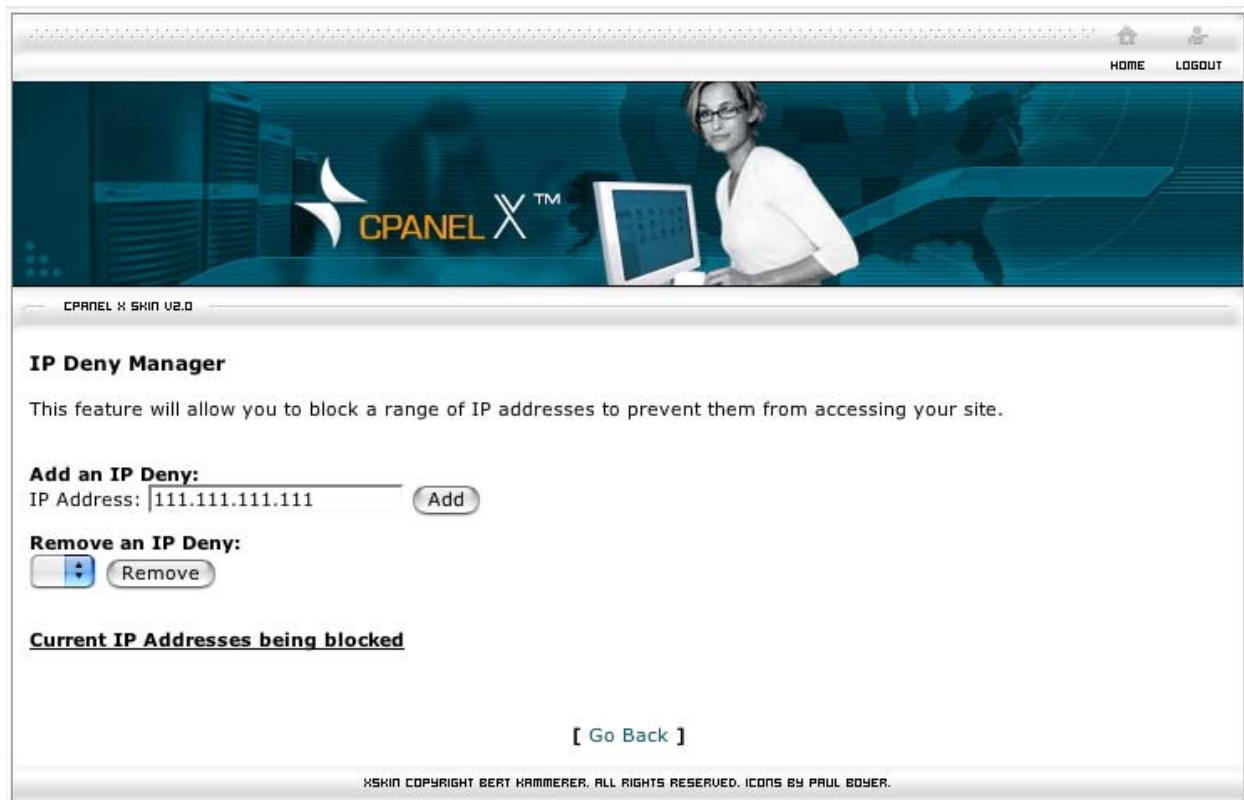 HOME LOGOUT
CPANEL X ™
CPANEL X SKIN V2.0
IP Deny Manager
This feature will allow you to block a range of IP addresses to prevent them from accessing your site.
Add an IP Deny:
IP Address: 111.111.111.111 Add
Remove an IP Deny:
Remove
Current IP Addresses being blocked
[ Go Back ]
XSKIN COPYRIGHT BERT KAMMERER. ALL RIGHTS RESERVED. ICONS BY PAUL BOYER.